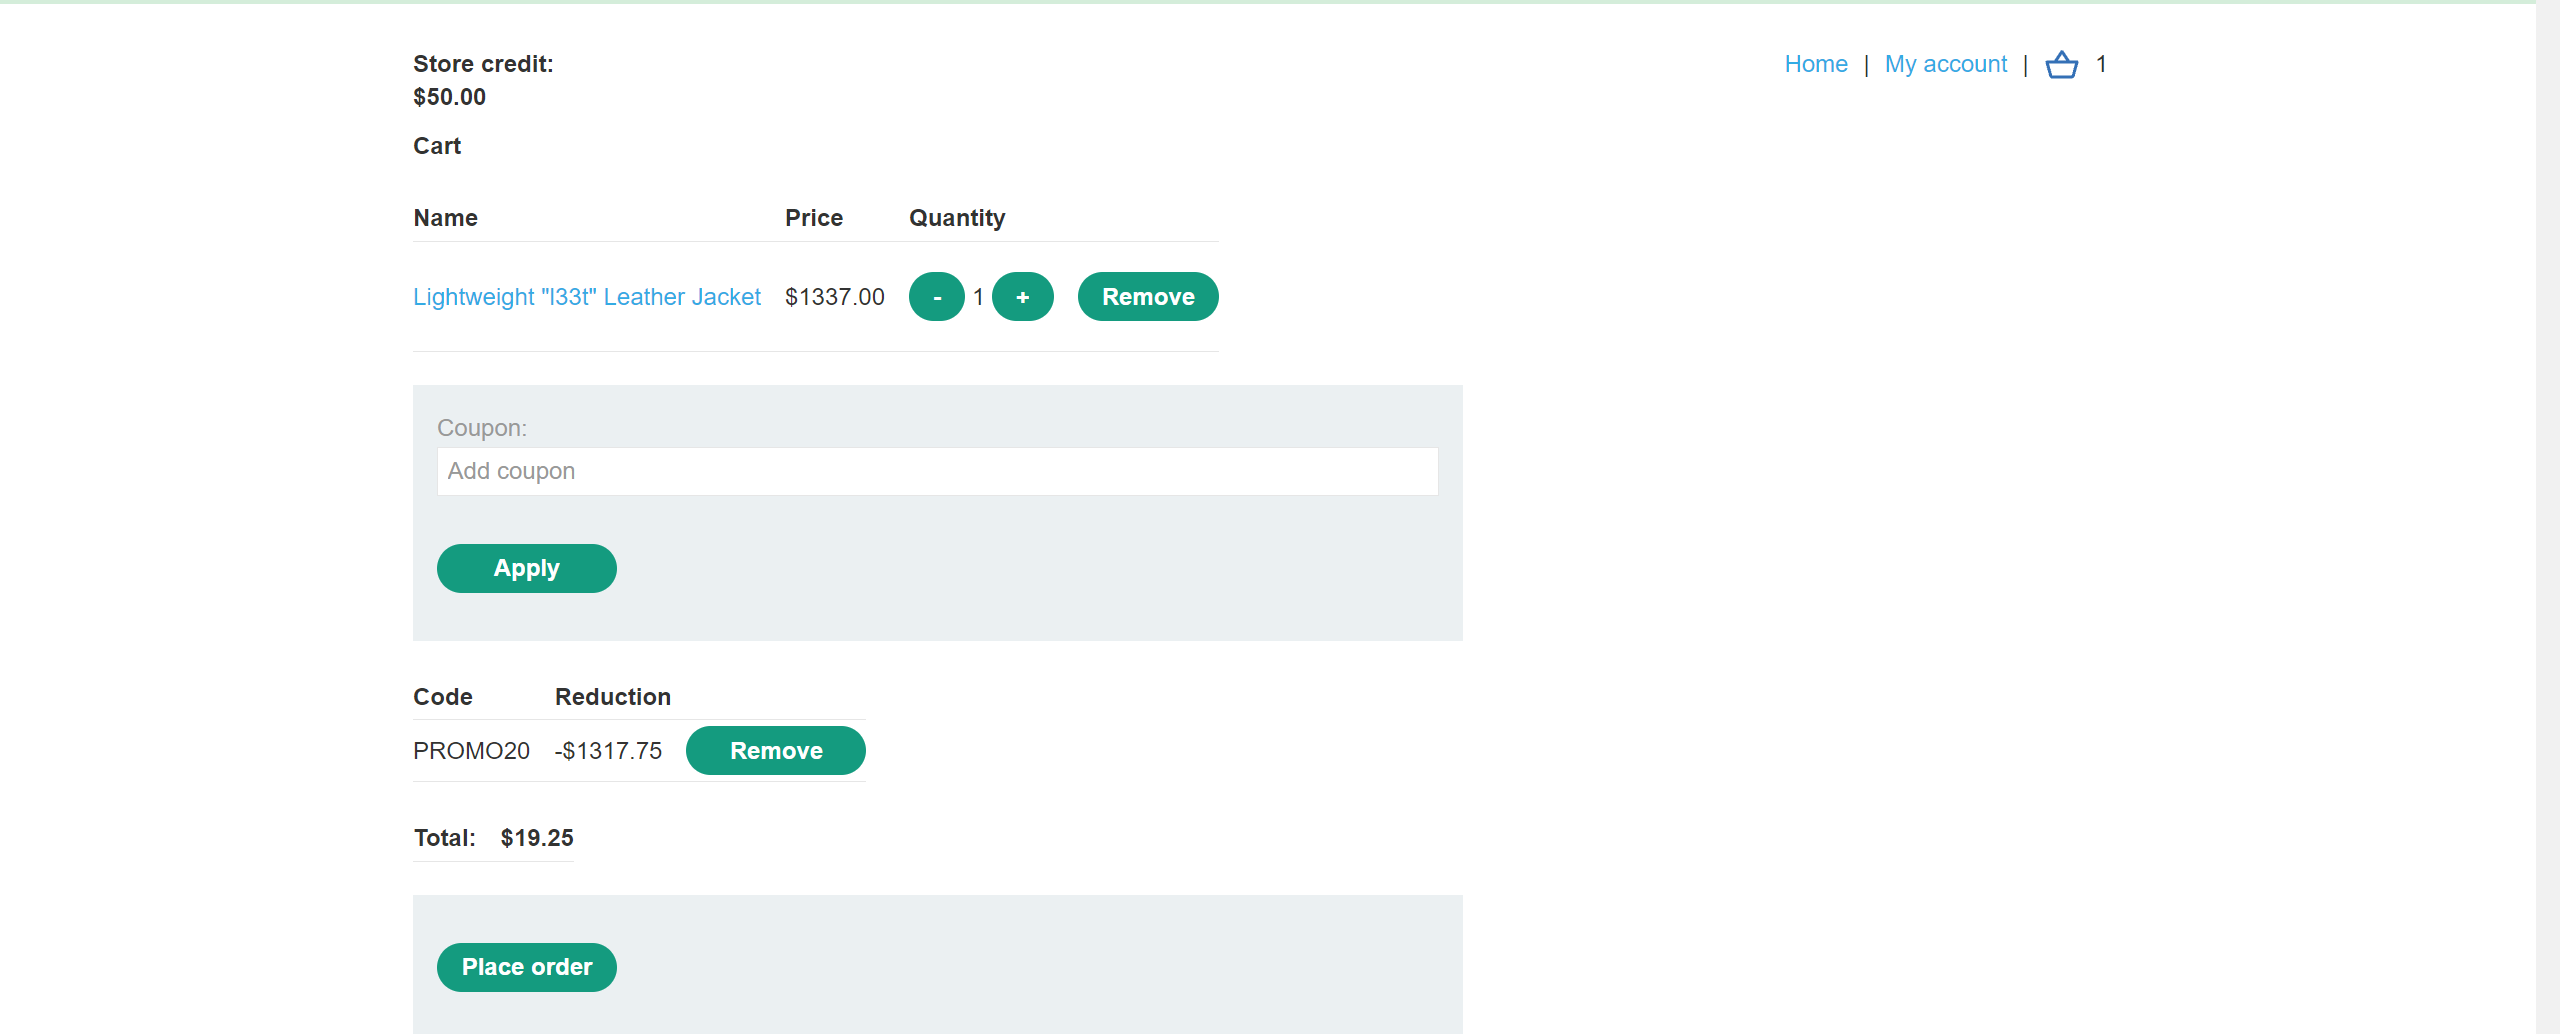 Store credit:
$50.00
Home | My account | 1
Cart
Name Price Quantity
Lightweight "l33t" Leather Jacket $1337.00 - 1 + Remove
Coupon:
Add coupon
Apply
Code Reduction
PROMO20 -$1317.75 Remove
Total: $19.25
Place order